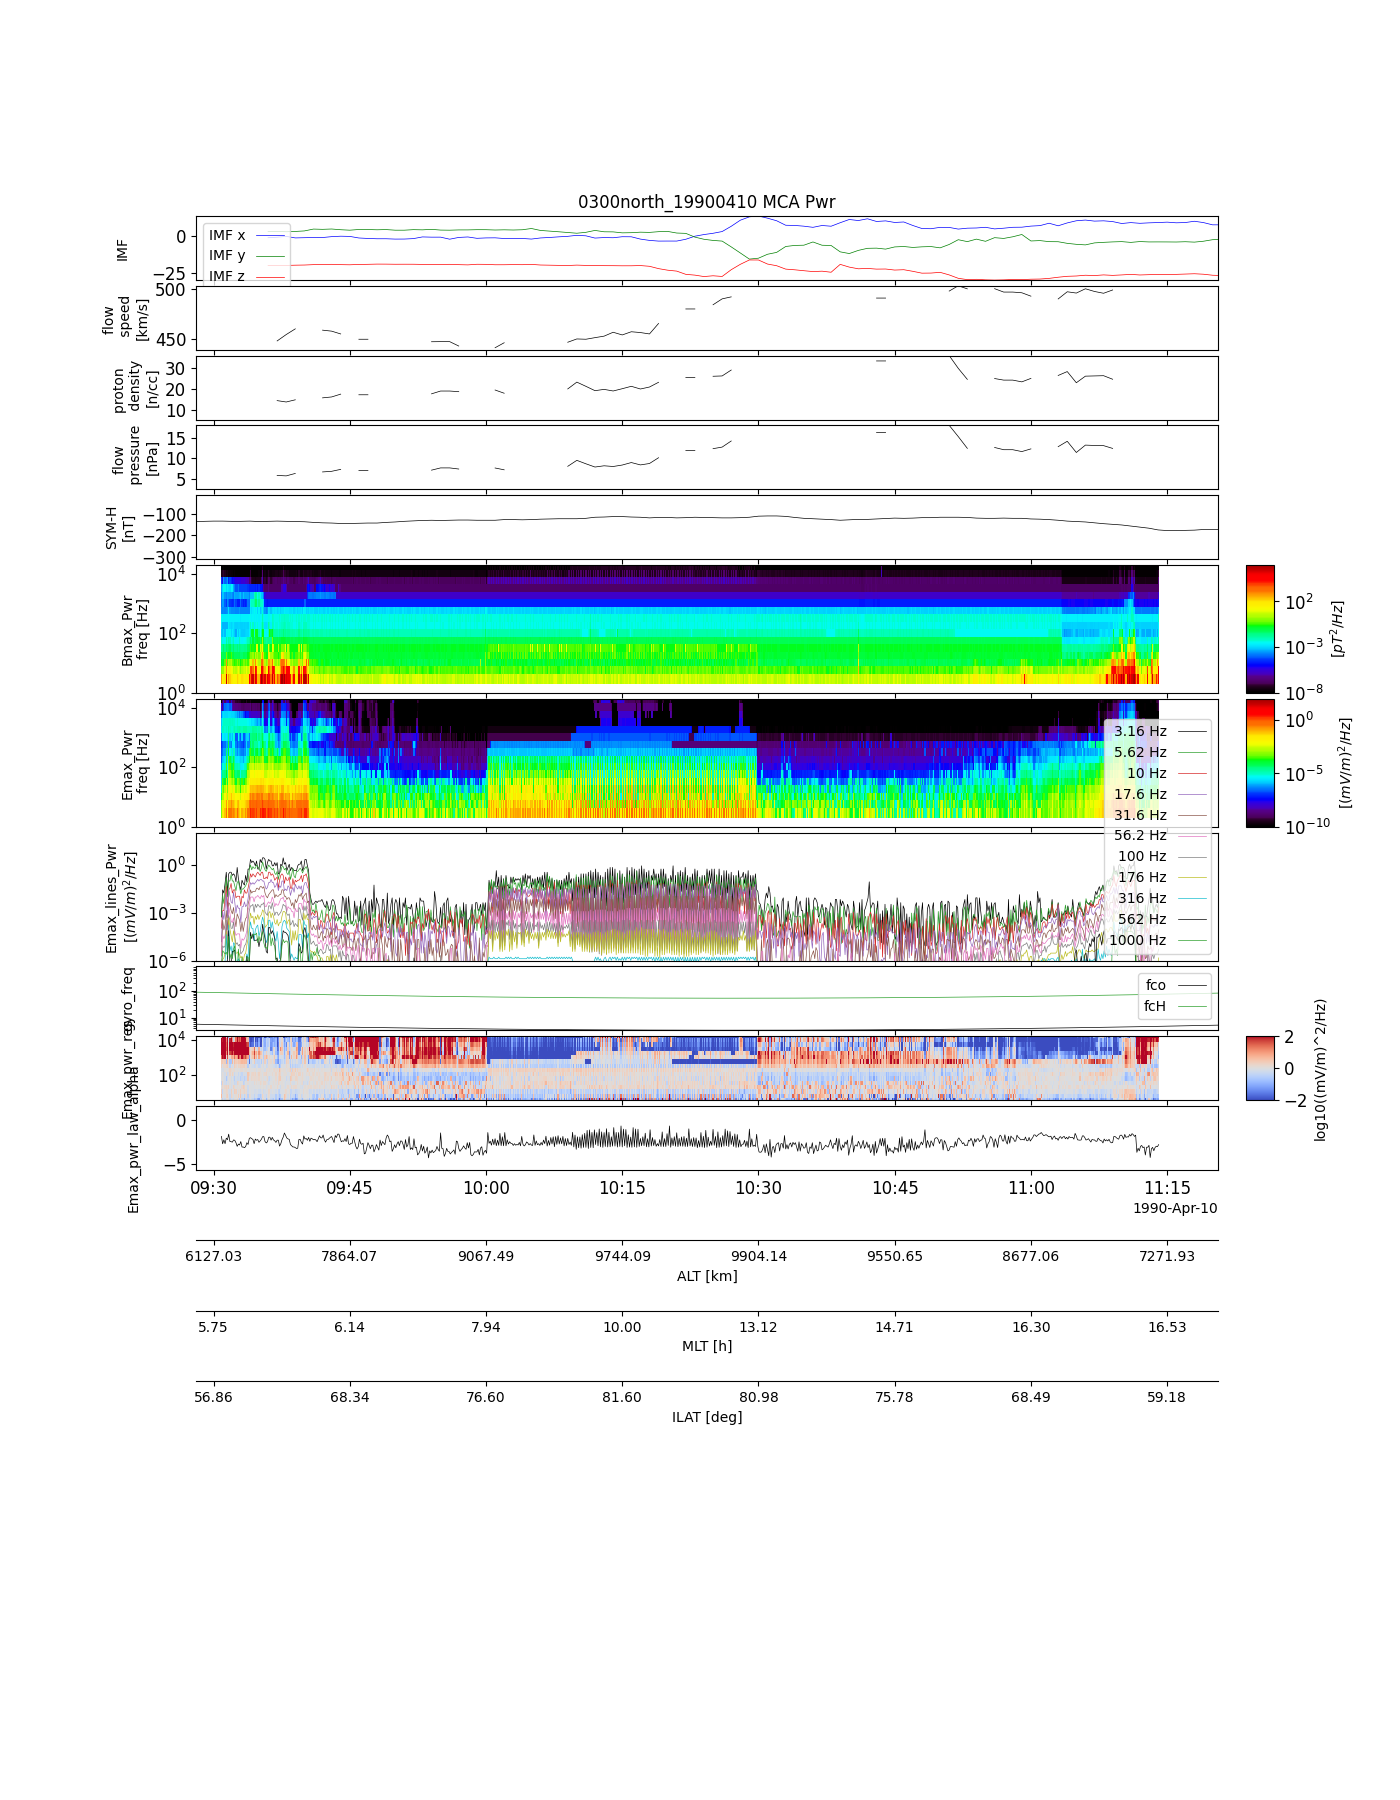 0300north_19900410 MCA Pwr
IMF
0
−25
IMF x
IMF y
IMF z
flow
speed
[km/s]
500
450
proton
density
[n/cc]
30
20
10
flow
pressure
[nPa]
15
10
5
SYM-H
[nT]
−100
−200
−300
Bmax_Pwr
freq [Hz]
10^4
10^2
10^0
10^2
10^−3
10^−8
[pT^2/Hz]
Emax_Pwr
freq [Hz]
10^4
10^2
10^0
10^0
10^−5
10^−10
[(mV/m)^2/Hz]
3.16 Hz
5.62 Hz
10 Hz
17.6 Hz
31.6 Hz
56.2 Hz
100 Hz
176 Hz
316 Hz
562 Hz
1000 Hz
Emax_lines_Pwr
[(mV/m)^2/Hz]
10^0
10^−3
10^−6
gyro_freq
10^2
10^1
fco
fcH
Emax_pwr_reg
10^4
10^2
2
0
−2
log10((mV/m)^2/Hz)
Emax_pwr_law_alpha
0
−5
09:30 09:45 10:00 10:15 10:30 10:45 11:00 11:15
1990-Apr-10
6127.03 7864.07 9067.49 9744.09 9904.14 9550.65 8677.06 7271.93
ALT [km]
5.75 6.14 7.94 10.00 13.12 14.71 16.30 16.53
MLT [h]
56.86 68.34 76.60 81.60 80.98 75.78 68.49 59.18
ILAT [deg]